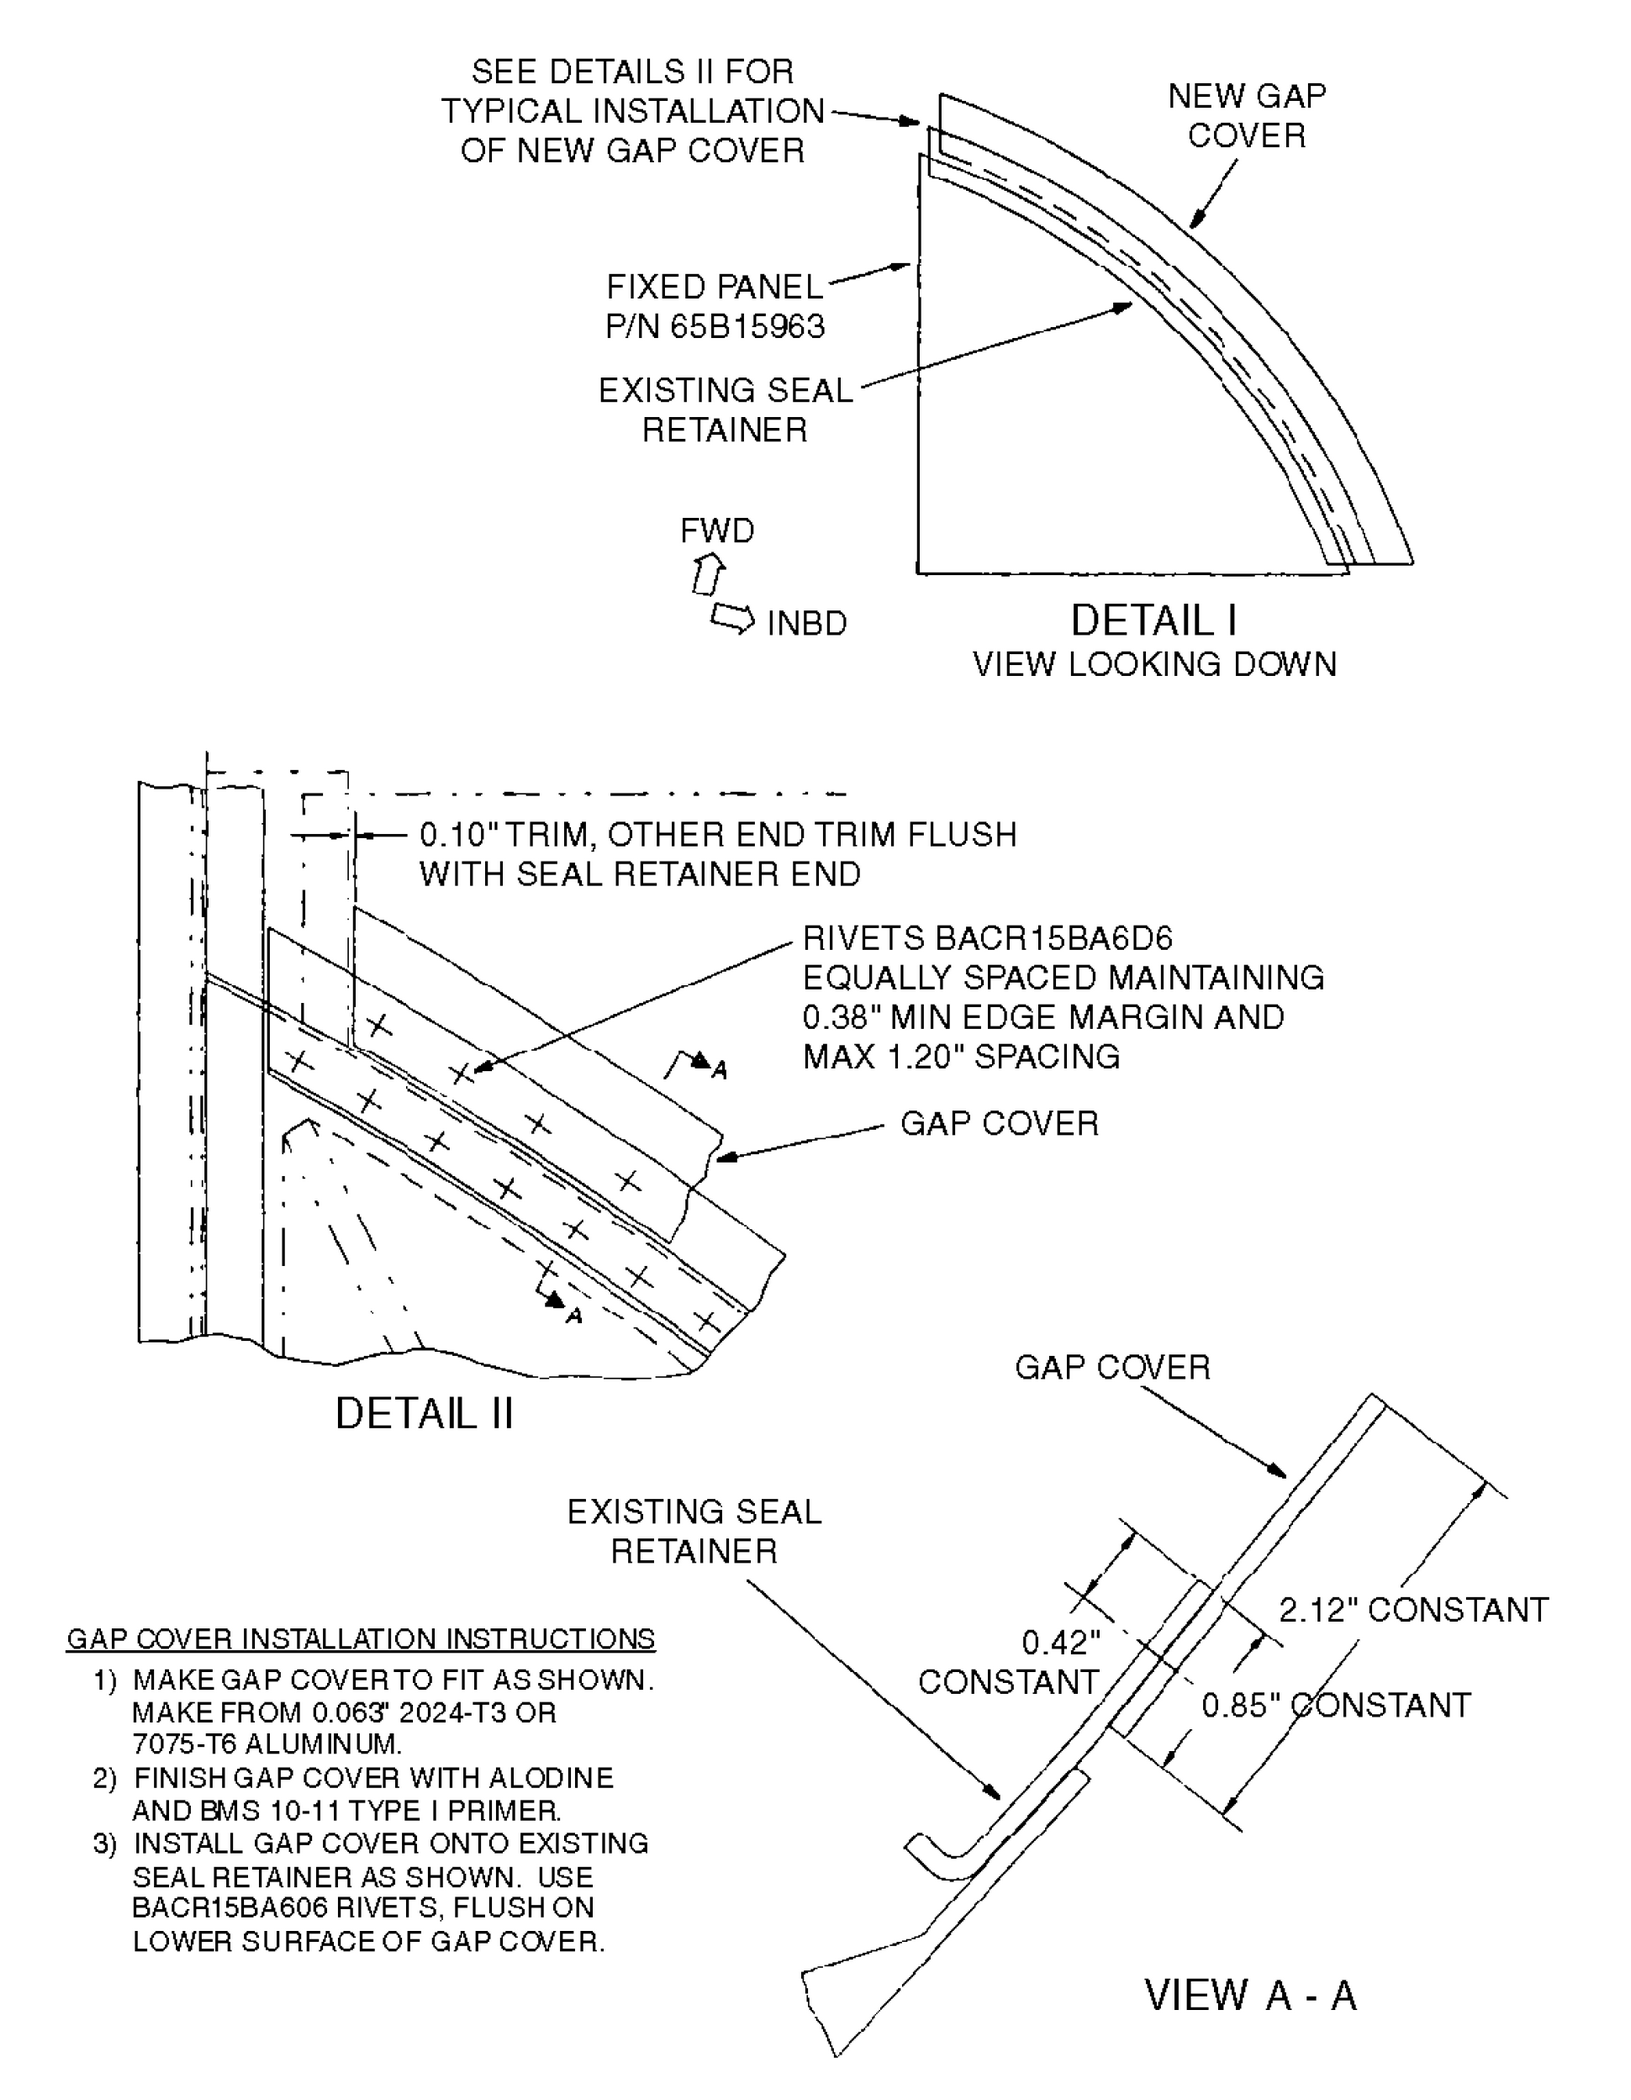 SEE DETAILS II FOR
TYPICAL INSTALLATION
OF NEW GAP COVER
NEW GAP
COVER
FIXED PANEL
P/N 65B15963
EXISTING SEAL
RETAINER
FWD
INBD
DETAIL I
VIEW LOOKING DOWN
0.10" TRIM, OTHER END TRIM FLUSH
WITH SEAL RETAINER END
RIVETS BACR15BA6D6
EQUALLY SPACED MAINTAINING
0.38" MIN EDGE MARGIN AND
MAX 1.20" SPACING
A
GAP COVER
A
DETAIL II
GAP COVER
EXISTING SEAL
RETAINER
2.12" CONSTANT
0.42"
CONSTANT
0.85" CONSTANT
GAP COVER INSTALLATION INSTRUCTIONS
1) MAKE GAP COVER TO FIT AS SHOWN.
MAKE FROM 0.063" 2024-T3 OR
7075-T6 ALUMINUM.
2) FINISH GAP COVER WITH ALODINE
AND BMS 10-11 TYPE I PRIMER.
3) INSTALL GAP COVER ONTO EXISTING
SEAL RETAINER AS SHOWN. USE
BACR15BA606 RIVETS, FLUSH ON
LOWER SURFACE OF GAP COVER.
VIEW A - A